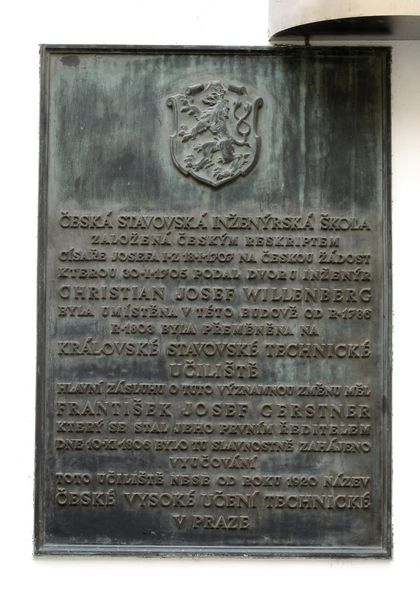 ČESKÁ STAVOVSKÁ INŽENÝRSKÁ ŠKOLA
ZALOŽENÁ ČESKÝM RESKRIPTEM
CÍSAŘE JOSEFA I·Z 18·I·1707 NA ČESKOU ŽÁDOST
KTEROU 30·I·1705 PODAL DVORU INŽENÝR
CHRISTIAN JOSEF WILLENBERG
BYLA UMÍSTĚNA V TÉTO BUDOVĚ OD R·1786
R·1803 BYLA PŘEMĚNĚNA NA
KRÁLOVSKÉ STAVOVSKÉ TECHNICKÉ
UČILIŠTĚ
HLAVNÍ ZÁSLUHU O TUTO VÝZNAMNOU ZMĚNU MĚL
FRANTIŠEK JOSEF GERSTNER
KTERÝ SE STAL JEHO PRVNÍM ŘEDITELEM
DNE 10·XI·1806 BYLO TU SLAVNOSTNĚ ZAHÁJENO
VYUČOVÁNÍ
TOTO UČILIŠTĚ NESE OD ROKU 1920 NÁZEV
ČESKÉ VYSOKÉ UČENÍ TECHNICKÉ
V PRAZE